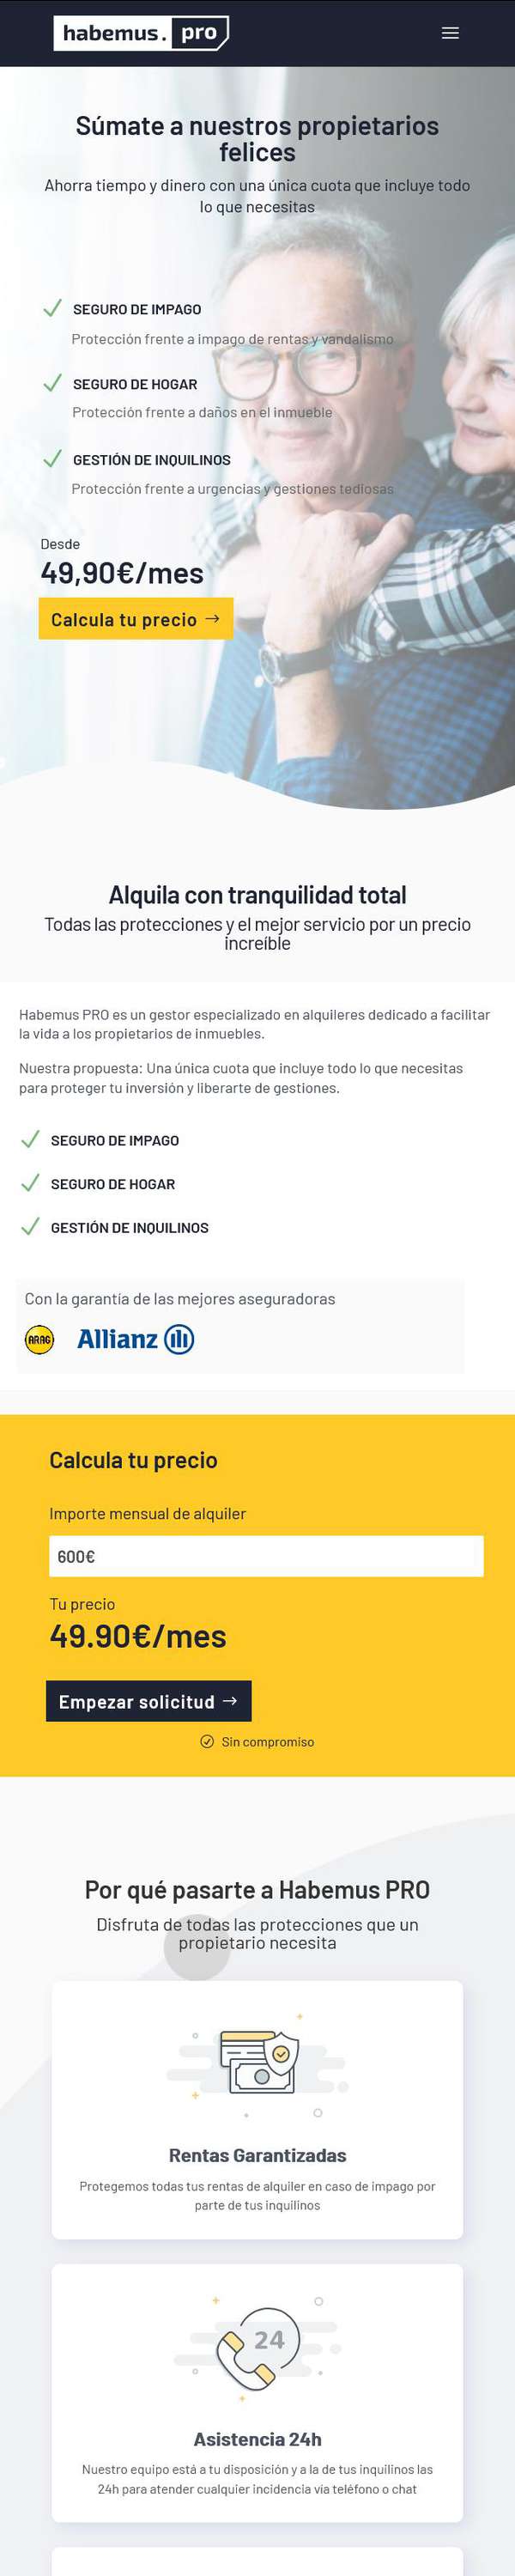 habemus. pro
Súmate a nuestros propietarios
felices
Ahorra tiempo y dinero con una única cuota que incluye todo
lo que necesitas
SEGURO DE IMPAGO
Protección frente a impago de rentas y vandalismo
SEGURO DE HOGAR
Protección frente a daños en el inmueble
GESTIÓN DE INQUILINOS
Protección frente a urgencias y gestiones tediosas
Desde
49,90€/mes
Calcula tu precio →
Alquila con tranquilidad total
Todas las protecciones y el mejor servicio por un precio
increíble
Habemus PRO es un gestor especializado en alquileres dedicado a facilitar
la vida a los propietarios de inmuebles.
Nuestra propuesta: Una única cuota que incluye todo lo que necesitas
para proteger tu inversión y liberarte de gestiones.
SEGURO DE IMPAGO
SEGURO DE HOGAR
GESTIÓN DE INQUILINOS
Con la garantía de las mejores aseguradoras
ARAG Allianz
Calcula tu precio
Importe mensual de alquiler
600€
Tu precio
49.90€/mes
Empezar solicitud →
Sin compromiso
Por qué pasarte a Habemus PRO
Disfruta de todas las protecciones que un
propietario necesita
Rentas Garantizadas
Protegemos todas tus rentas de alquiler en caso de impago por
parte de tus inquilinos
24
Asistencia 24h
Nuestro equipo está a tu disposición y a la de tus inquilinos las
24h para atender cualquier incidencia vía teléfono o chat